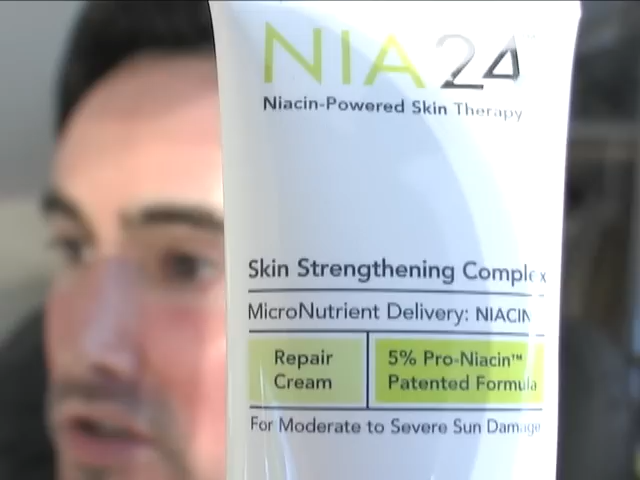 NIA24
Niacin-Powered Skin Therapy
Skin Strengthening Complex
MicroNutrient Delivery: NIACIN
Repair
Cream
5% Pro-Niacin™
Patented Formula
For Moderate to Severe Sun Damage